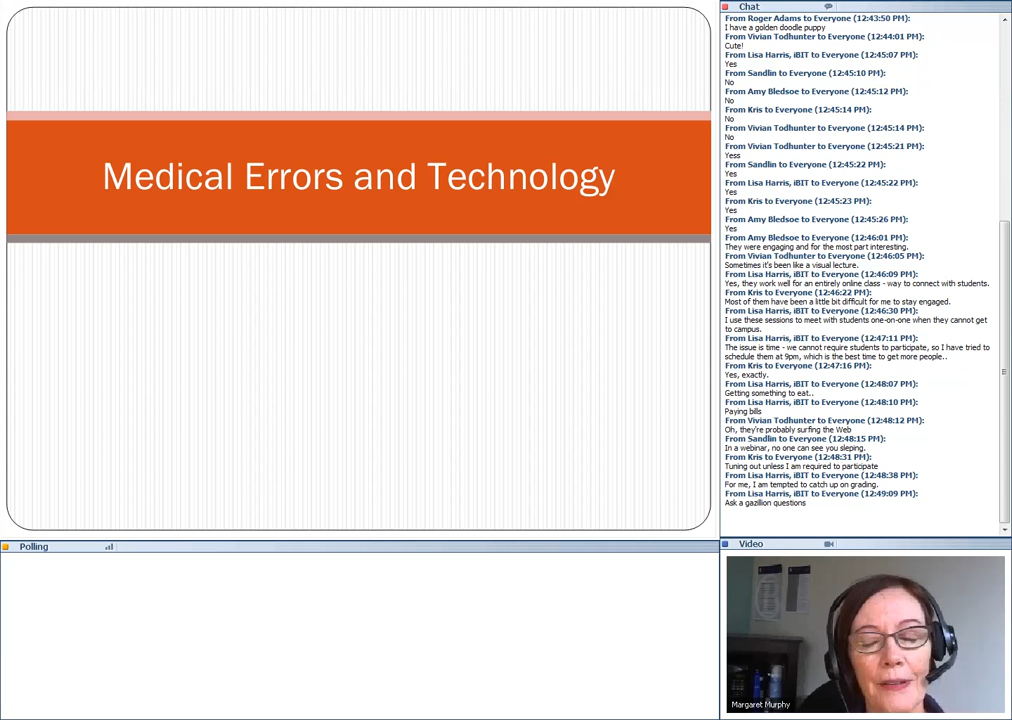 Medical Errors and Technology
Chat
From Roger Adams to Everyone (12:43:50 PM):
I have a golden doodle puppy
From Vivian Todhunter to Everyone (12:44:01 PM):
Cute!
From Lisa Harris, iBIT to Everyone (12:45:07 PM):
Yes
From Sandlin to Everyone (12:45:10 PM):
No
From Amy Bledsoe to Everyone (12:45:12 PM):
No
From Kris to Everyone (12:45:14 PM):
No
From Vivian Todhunter to Everyone (12:45:14 PM):
No
From Vivian Todhunter to Everyone (12:45:21 PM):
Yess
From Sandlin to Everyone (12:45:22 PM):
Yes
From Lisa Harris, iBIT to Everyone (12:45:22 PM):
Yes
From Kris to Everyone (12:45:23 PM):
Yes
From Amy Bledsoe to Everyone (12:45:26 PM):
Yes
From Amy Bledsoe to Everyone (12:46:01 PM):
They were engaging and for the most part interesting.
From Vivian Todhunter to Everyone (12:46:05 PM):
Sometimes it's been like a visual lecture.
From Lisa Harris, iBIT to Everyone (12:46:09 PM):
Yes, they work well for an entirely online class - way to connect with students.
From Kris to Everyone (12:46:22 PM):
Most of them have been a little bit difficult for me to stay engaged.
From Lisa Harris, iBIT to Everyone (12:46:30 PM):
I use these sessions to meet with students one-on-one when they cannot get
to campus.
From Lisa Harris, iBIT to Everyone (12:47:11 PM):
The issue is time - we cannot require students to participate, so I have tried to
schedule them at 9pm, which is the best time to get more people..
From Kris to Everyone (12:47:16 PM):
Yes, exactly.
From Lisa Harris, iBIT to Everyone (12:48:07 PM):
Getting something to eat..
From Lisa Harris, iBIT to Everyone (12:48:10 PM):
Paying bills
From Vivian Todhunter to Everyone (12:48:12 PM):
Oh, they're probably surfing the Web
From Sandlin to Everyone (12:48:15 PM):
In a webinar, no one can see you sleping.
From Kris to Everyone (12:48:31 PM):
Tuning out unless I am required to participate
From Lisa Harris, iBIT to Everyone (12:48:38 PM):
For me, I am tempted to catch up on grading.
From Lisa Harris, iBIT to Everyone (12:49:09 PM):
Ask a gazillion questions
Polling
Video
Margaret Murphy